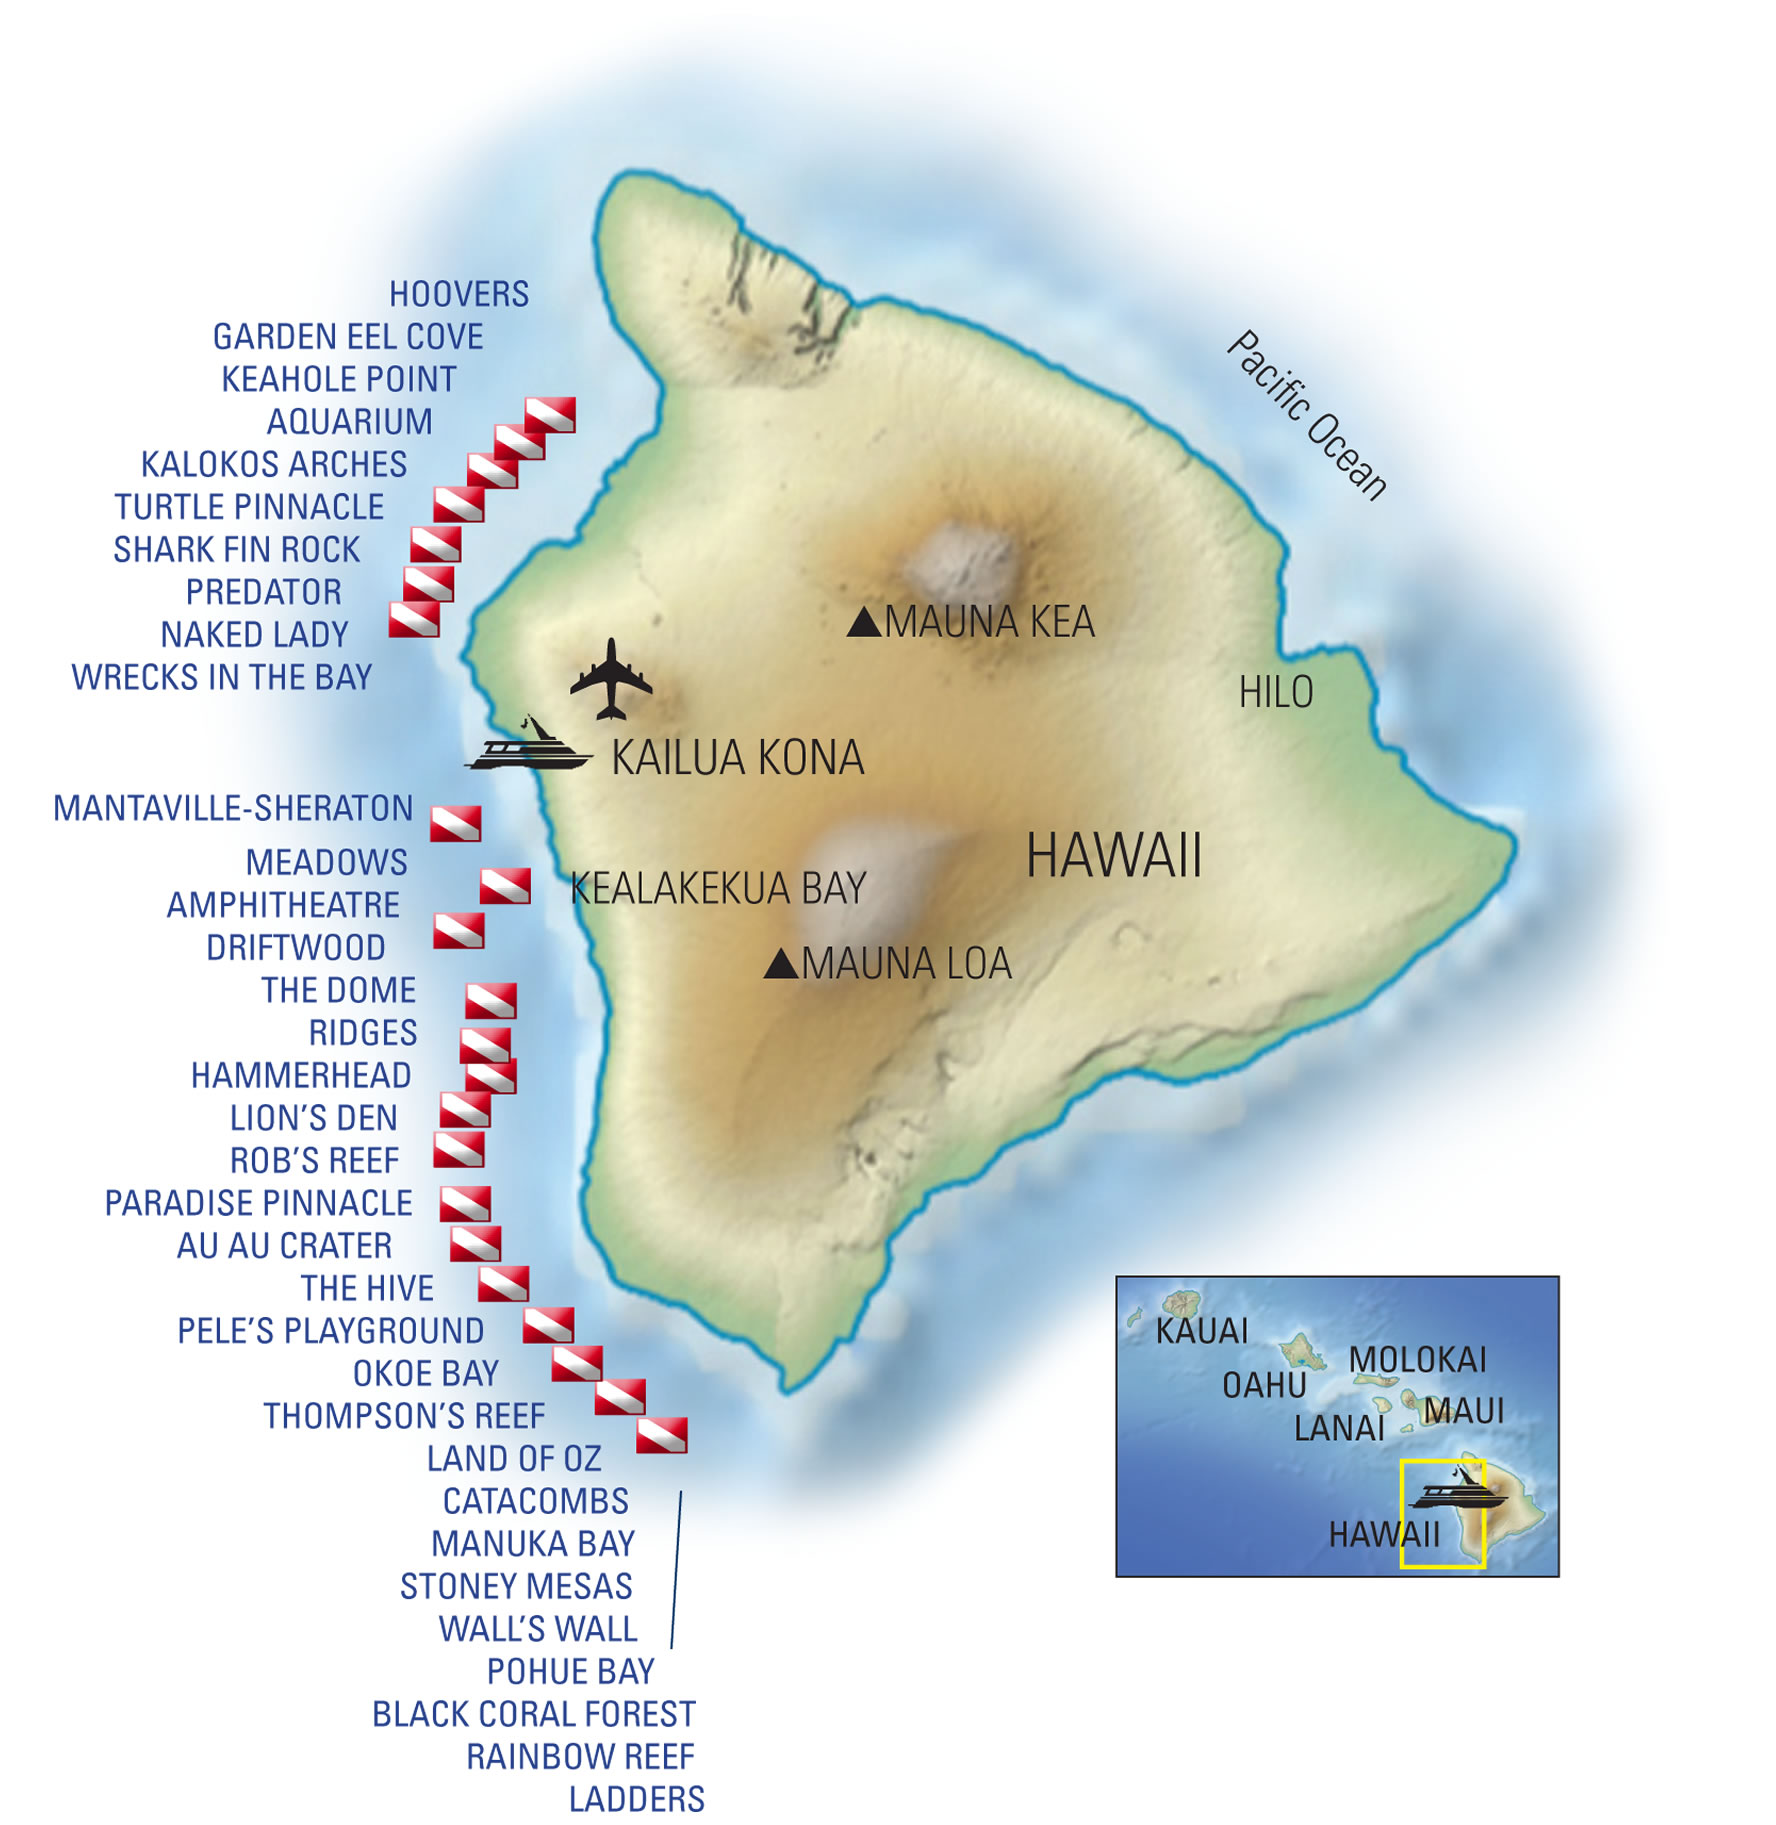 HOOVERS
GARDEN EEL COVE
KEAHOLE POINT
AQUARIUM
KALOKOS ARCHES
TURTLE PINNACLE
SHARK FIN ROCK
PREDATOR
NAKED LADY
WRECKS IN THE BAY
MANTAVILLE-SHERATON
MEADOWS
AMPHITHEATRE
DRIFTWOOD
THE DOME
RIDGES
HAMMERHEAD
LION'S DEN
ROB'S REEF
PARADISE PINNACLE
AU AU CRATER
THE HIVE
PELE'S PLAYGROUND
OKOE BAY
THOMPSON'S REEF
LAND OF OZ
CATACOMBS
MANUKA BAY
STONEY MESAS
WALL'S WALL
POHUE BAY
BLACK CORAL FOREST
RAINBOW REEF
LADDERS
Pacific Ocean
MAUNA KEA
HILO
KAILUA KONA
HAWAII
KEALAKEKUA BAY
MAUNA LOA
KAUAI
OAHU
MOLOKAI
LANAI
MAUI
HAWAII